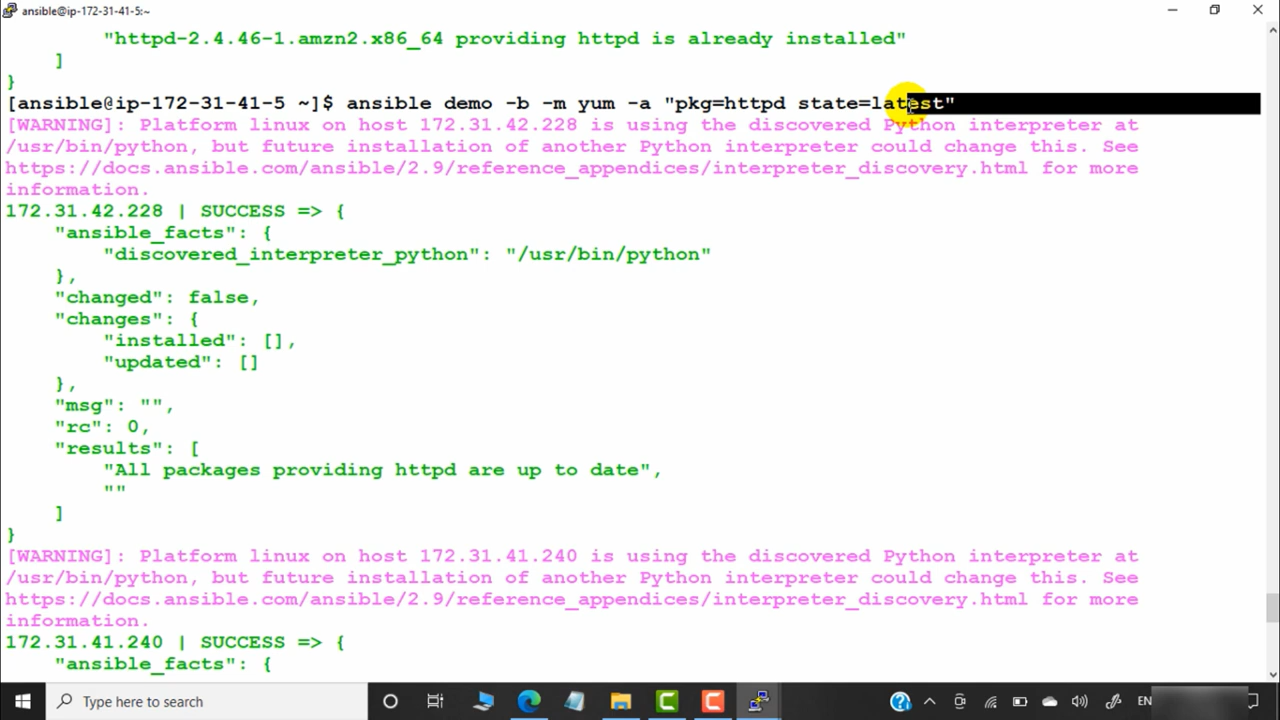 ansible@ip-172-31-41-5:~
"httpd-2.4.46-1.amzn2.x86_64 providing httpd is already installed"
]
}
[ansible@ip-172-31-41-5 ~]$ ansible demo -b -m yum -a "pkg=httpd state=latest"
[WARNING]: Platform linux on host 172.31.42.228 is using the discovered Python interpreter at
/usr/bin/python, but future installation of another Python interpreter could change this. See
https://docs.ansible.com/ansible/2.9/reference_appendices/interpreter_discovery.html for more
information.
172.31.42.228 | SUCCESS => {
"ansible_facts": {
"discovered_interpreter_python": "/usr/bin/python"
},
"changed": false,
"changes": {
"installed": [],
"updated": []
},
"msg": "",
"rc": 0,
"results": [
"All packages providing httpd are up to date",
""
]
}
[WARNING]: Platform linux on host 172.31.41.240 is using the discovered Python interpreter at
/usr/bin/python, but future installation of another Python interpreter could change this. See
https://docs.ansible.com/ansible/2.9/reference_appendices/interpreter_discovery.html for more
information.
172.31.41.240 | SUCCESS => {
"ansible_facts": {
Type here to search
EN